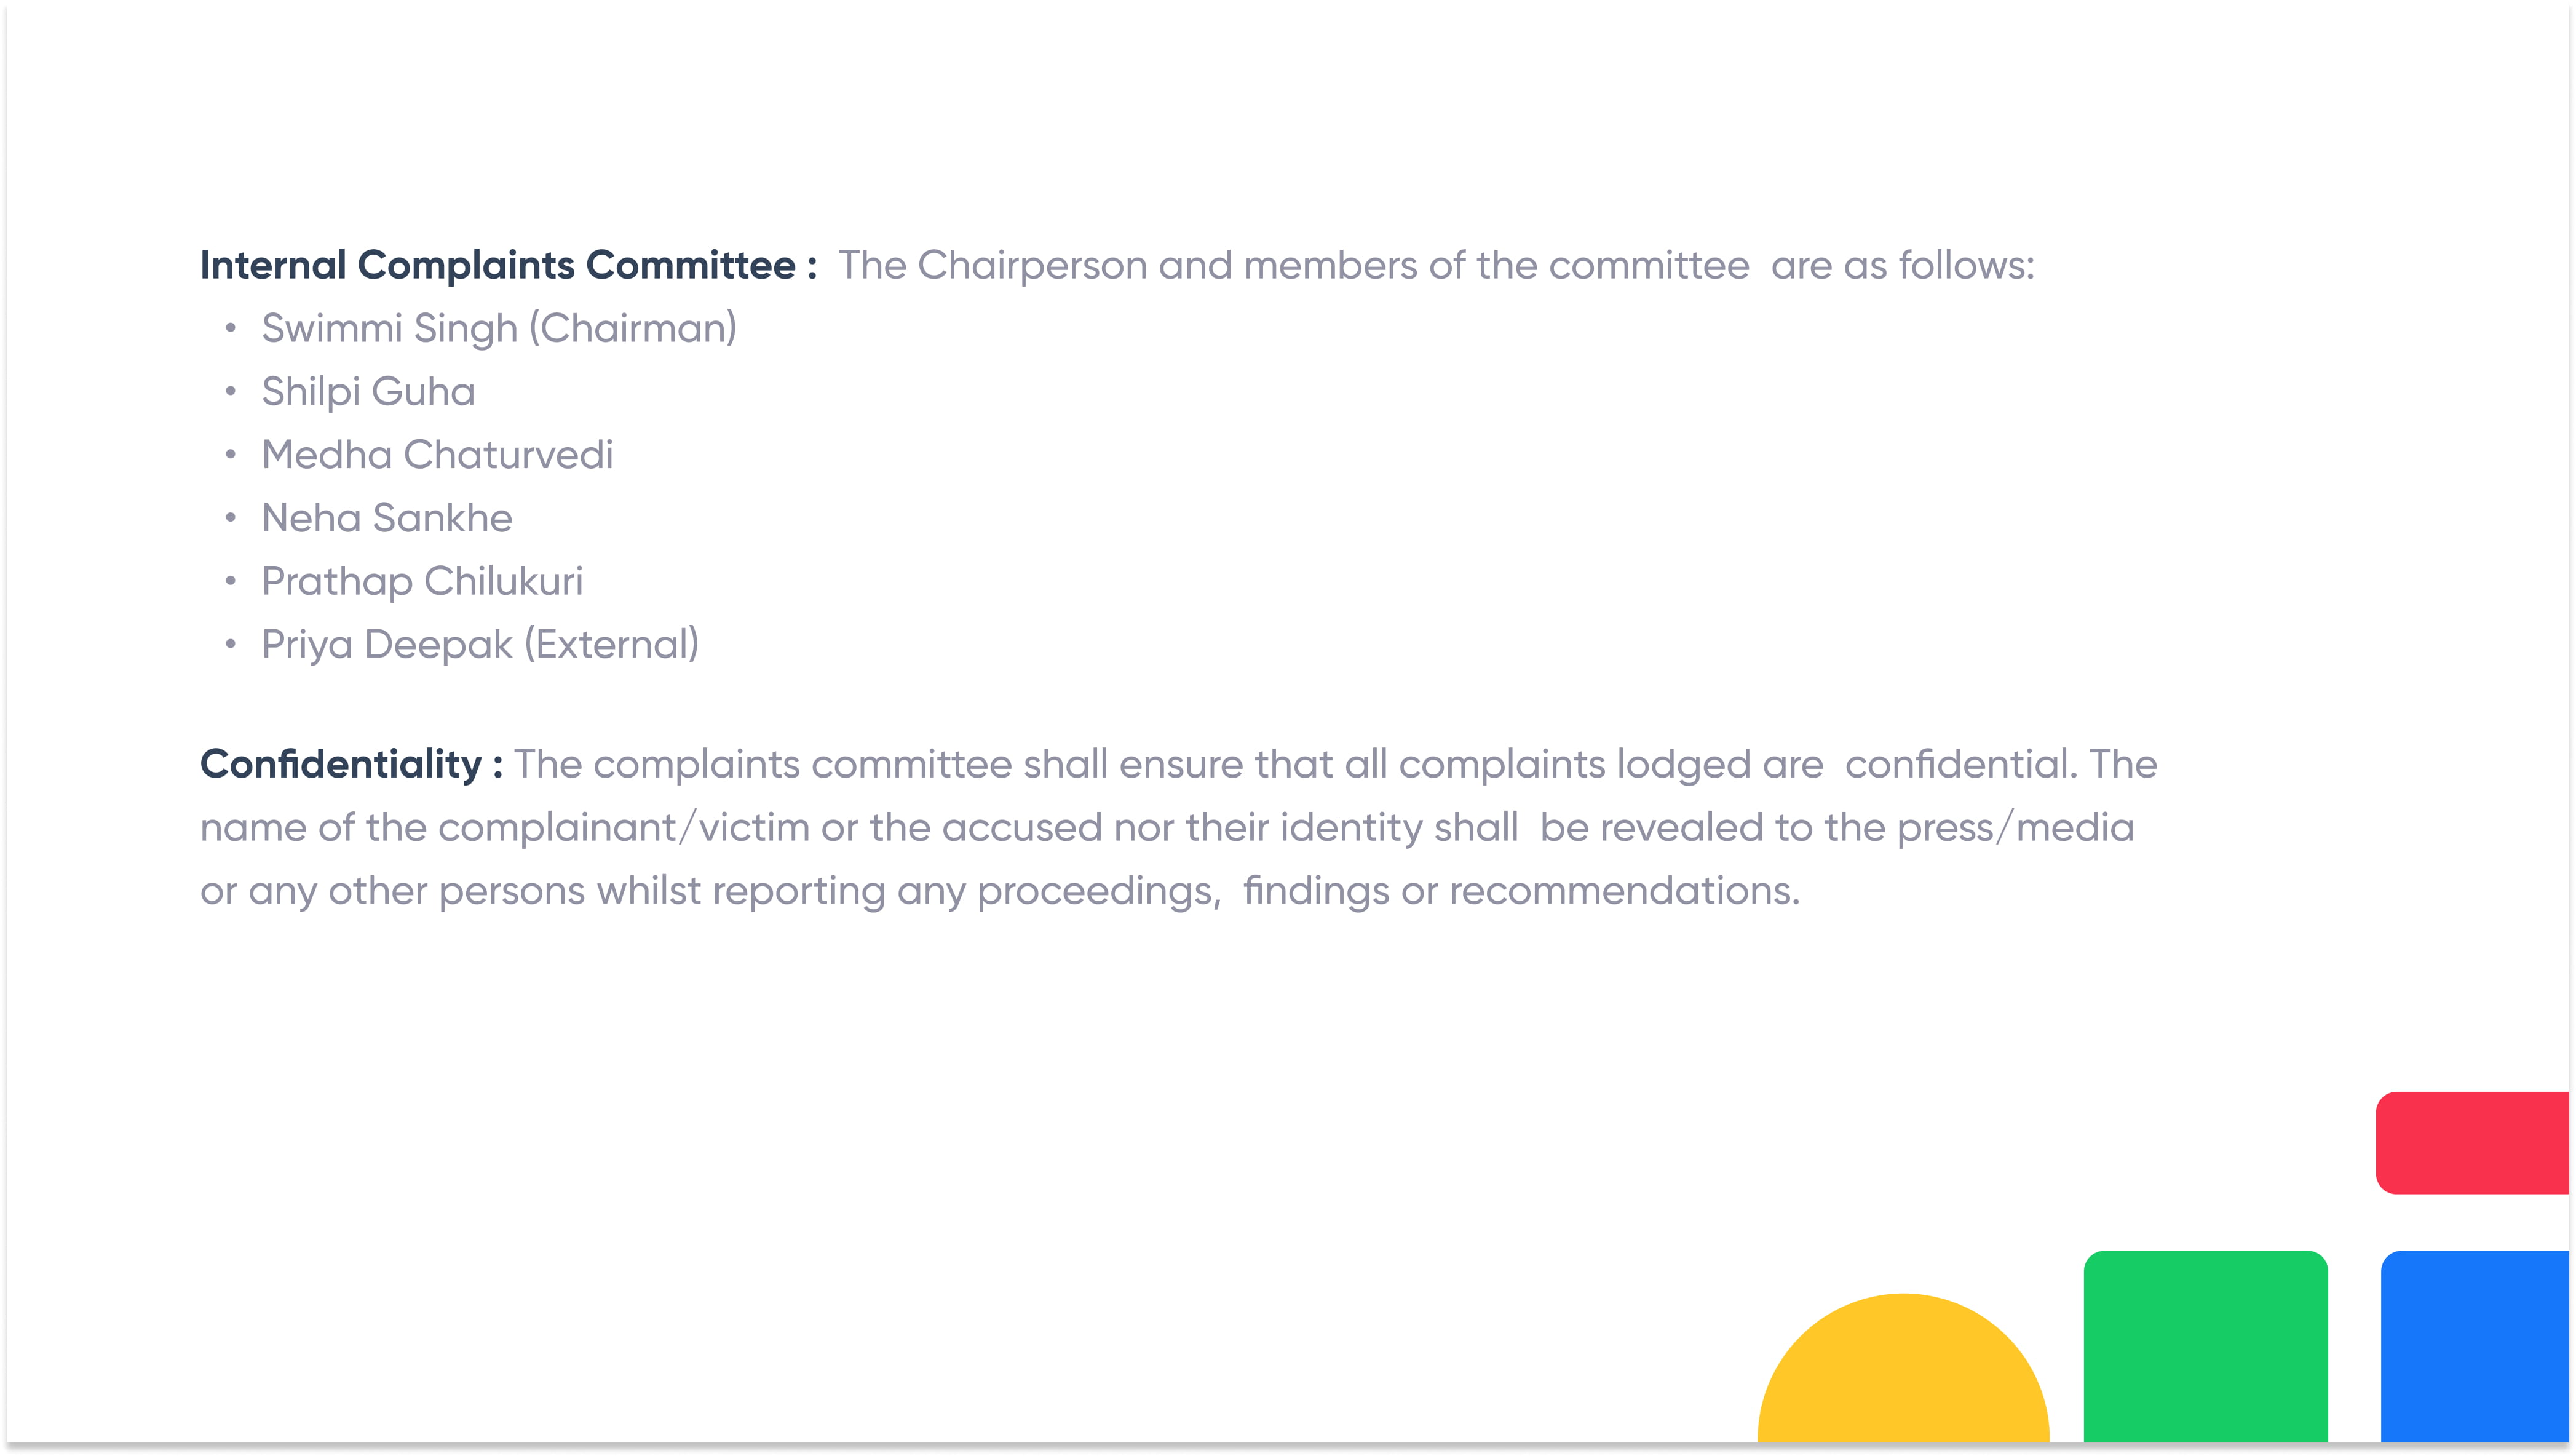 Internal Complaints Committee :  The Chairperson and members of the committee  are as follows:
• Swimmi Singh (Chairman)
• Shilpi Guha
• Medha Chaturvedi
• Neha Sankhe
• Prathap Chilukuri
• Priya Deepak (External)
Confidentiality : The complaints committee shall ensure that all complaints lodged are  confidential. The
name of the complainant/victim or the accused nor their identity shall  be revealed to the press/media
or any other persons whilst reporting any proceedings,  findings or recommendations.